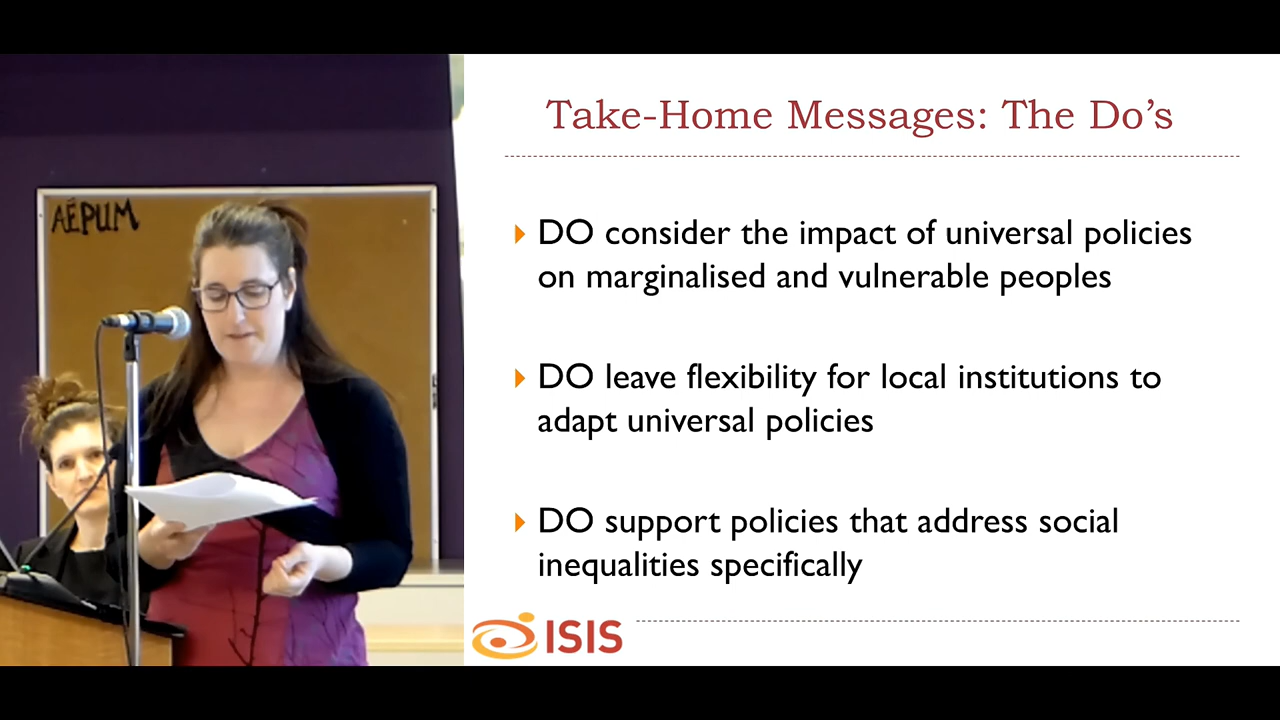 AÉPUM
Take-Home Messages: The Do’s
DO consider the impact of universal policies
on marginalised and vulnerable peoples
DO leave flexibility for local institutions to
adapt universal policies
DO support policies that address social
inequalities specifically
ISIS